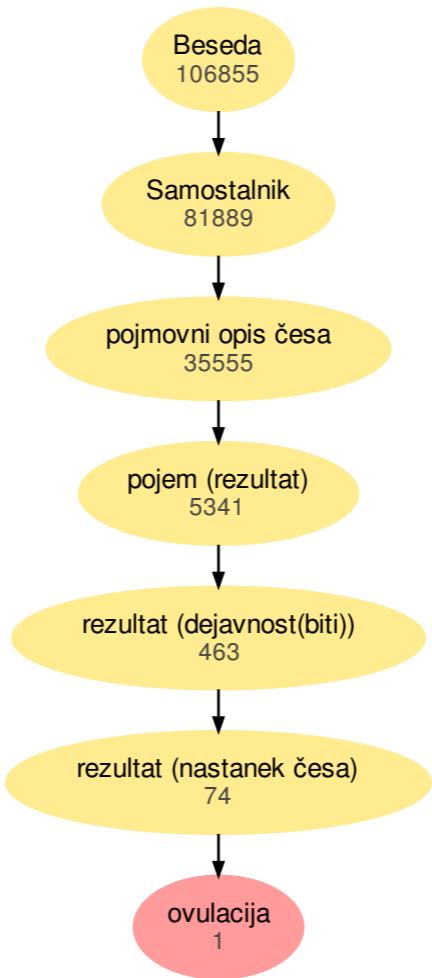 Beseda
106855
Samostalnik
81889
pojmovni opis česa
35555
pojem (rezultat)
5341
rezultat (dejavnost(biti))
463
rezultat (nastanek česa)
74
ovulacija
1